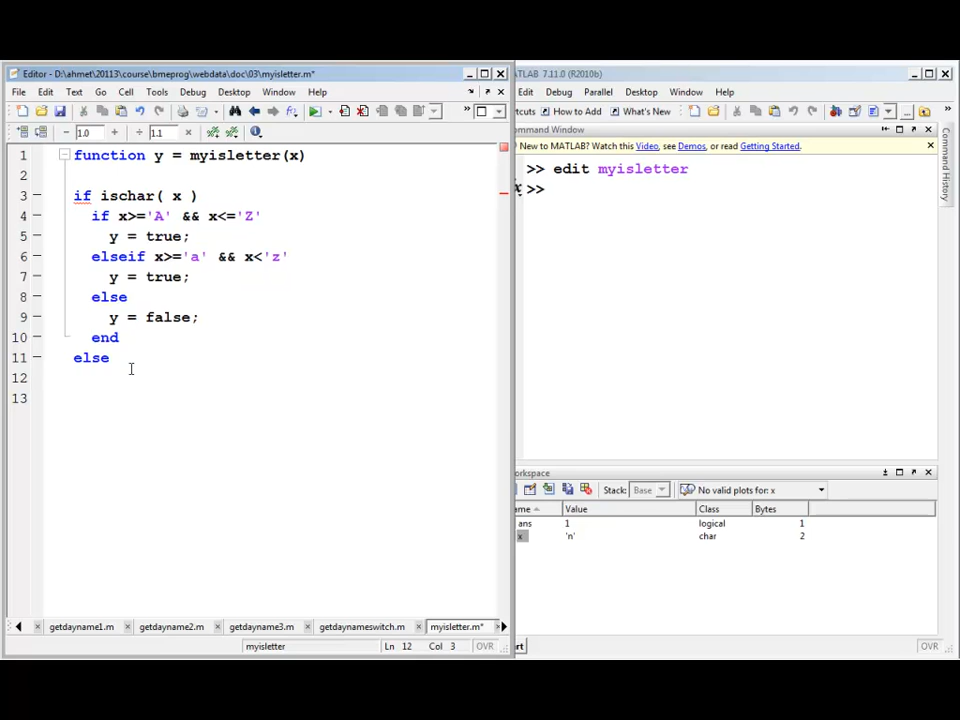 Editor - D:\ahmet\20113\course\bmeprog\webdata\doc\03\myisletter.m*
File Edit Text Go Cell Tools Debug Desktop Window Help
1.0 1.1
1 function y = myisletter(x)
2
3 if ischar( x )
4 if x>='A' && x<='Z'
5 y = true;
6 elseif x>='a' && x<'z'
7 y = true;
8 else
9 y = false;
10 end
11 else
12
13
getdayname1.m getdayname2.m getdayname3.m getdaynameswitch.m myisletter.m*
myisletter Ln 12 Col 3 OVR
ATLAB 7.11.0 (R2010b)
Edit Debug Parallel Desktop Window Help
How to Add What's New
ommand Window
New to MATLAB? Watch this Video, see Demos, or read Getting Started.
>> edit myisletter
>>
Command History
orkspace
Stack: Base No valid plots for: x
ame Value Class Bytes
ans 1 logical 1
x 'n' char 2
rt OVR